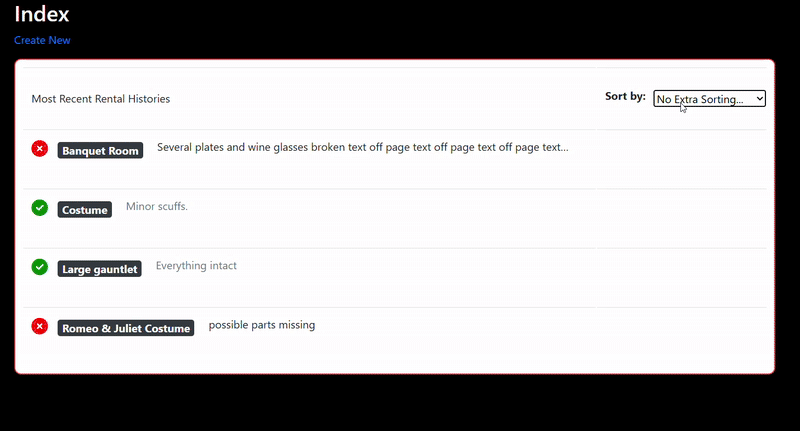 Index
Create New
Most Recent Rental Histories
Sort by: No Extra Sorting...
Banquet Room Several plates and wine glasses broken text off page text off page text off page text...
Costume Minor scuffs.
Large gauntlet Everything intact
Romeo & Juliet Costume possible parts missing